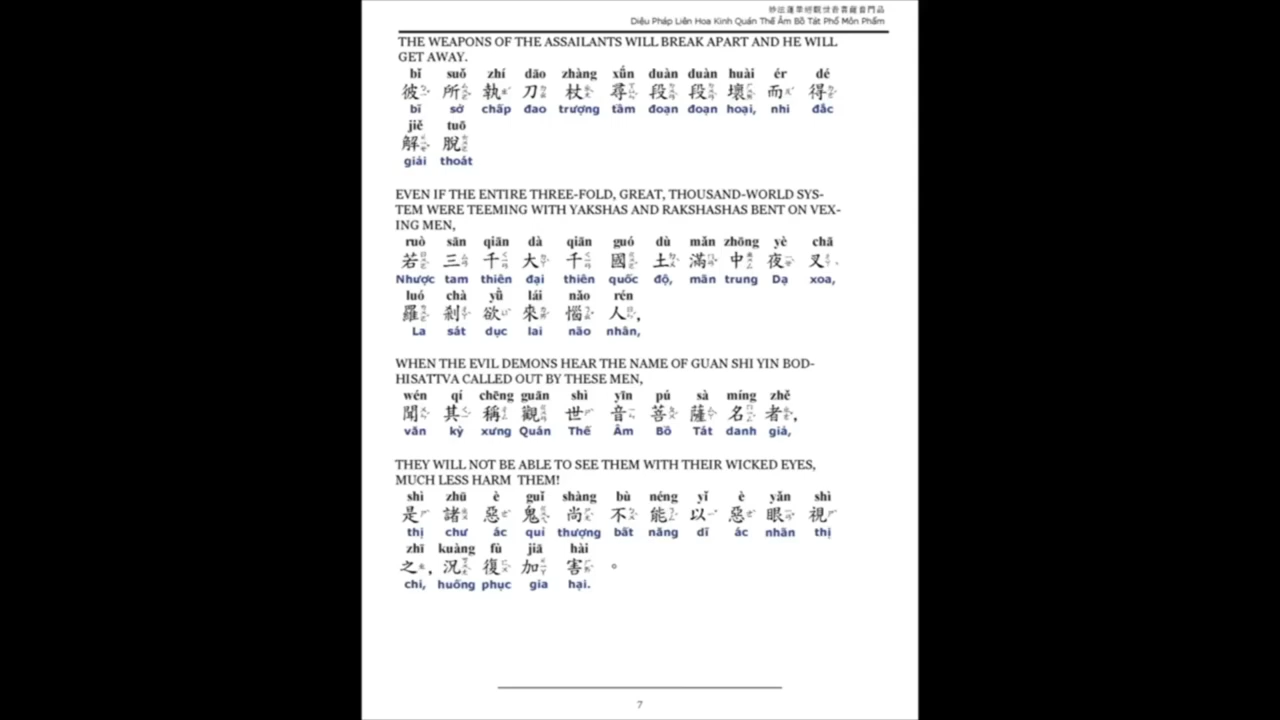 妙法蓮華經觀世音菩薩普門品
Diệu Pháp Liên Hoa Kinh Quán Thế Âm Bồ Tát Phổ Môn Phẩm
THE WEAPONS OF THE ASSAILANTS WILL BREAK APART AND HE WILL
GET AWAY.
bǐ suǒ zhí dāo zhàng xǘn duàn duàn huài ér dé
彼 所 執 刀 杖 尋 段 段 壞 而 得
bĩ sở chấp đao trượng tầm đoạn đoạn hoại, nhi đắc
jiě tuō
解 脫
giải thoát
EVEN IF THE ENTIRE THREE-FOLD, GREAT, THOUSAND-WORLD SYS-
TEM WERE TEEMING WITH YAKSHAS AND RAKSHASHAS BENT ON VEX-
ING MEN,
ruò sān qiān dà qiān guó dù mǎn zhōng yè chā
若 三 千 大 千 國 土 滿 中 夜 叉 、
Nhược tam thiên đại thiên quốc độ, mãn trung Dạ xoa,
luó chà yǜ lái nǎo rén
羅 剎 欲 來 惱 人 ，
La sát dục lai não nhân,
WHEN THE EVIL DEMONS HEAR THE NAME OF GUAN SHI YIN BOD-
HISATTVA CALLED OUT BY THESE MEN,
wén qí chēng guān shì yīn pú sà míng zhě
聞 其 稱 觀 世 音 菩 薩 名 者 ，
văn kỳ xưng Quán Thế Âm Bồ Tát danh giả,
THEY WILL NOT BE ABLE TO SEE THEM WITH THEIR WICKED EYES,
MUCH LESS HARM THEM!
shì zhū è guǐ shàng bù néng yǐ è yǎn shì
是 諸 惡 鬼 尚 不 能 以 惡 眼 視
thị chư ác quỉ thượng bất năng dĩ ác nhãn thị
zhī kuàng fù jiā hài
之 ， 況 復 加 害 。
chi, huống phục gia hại.
7